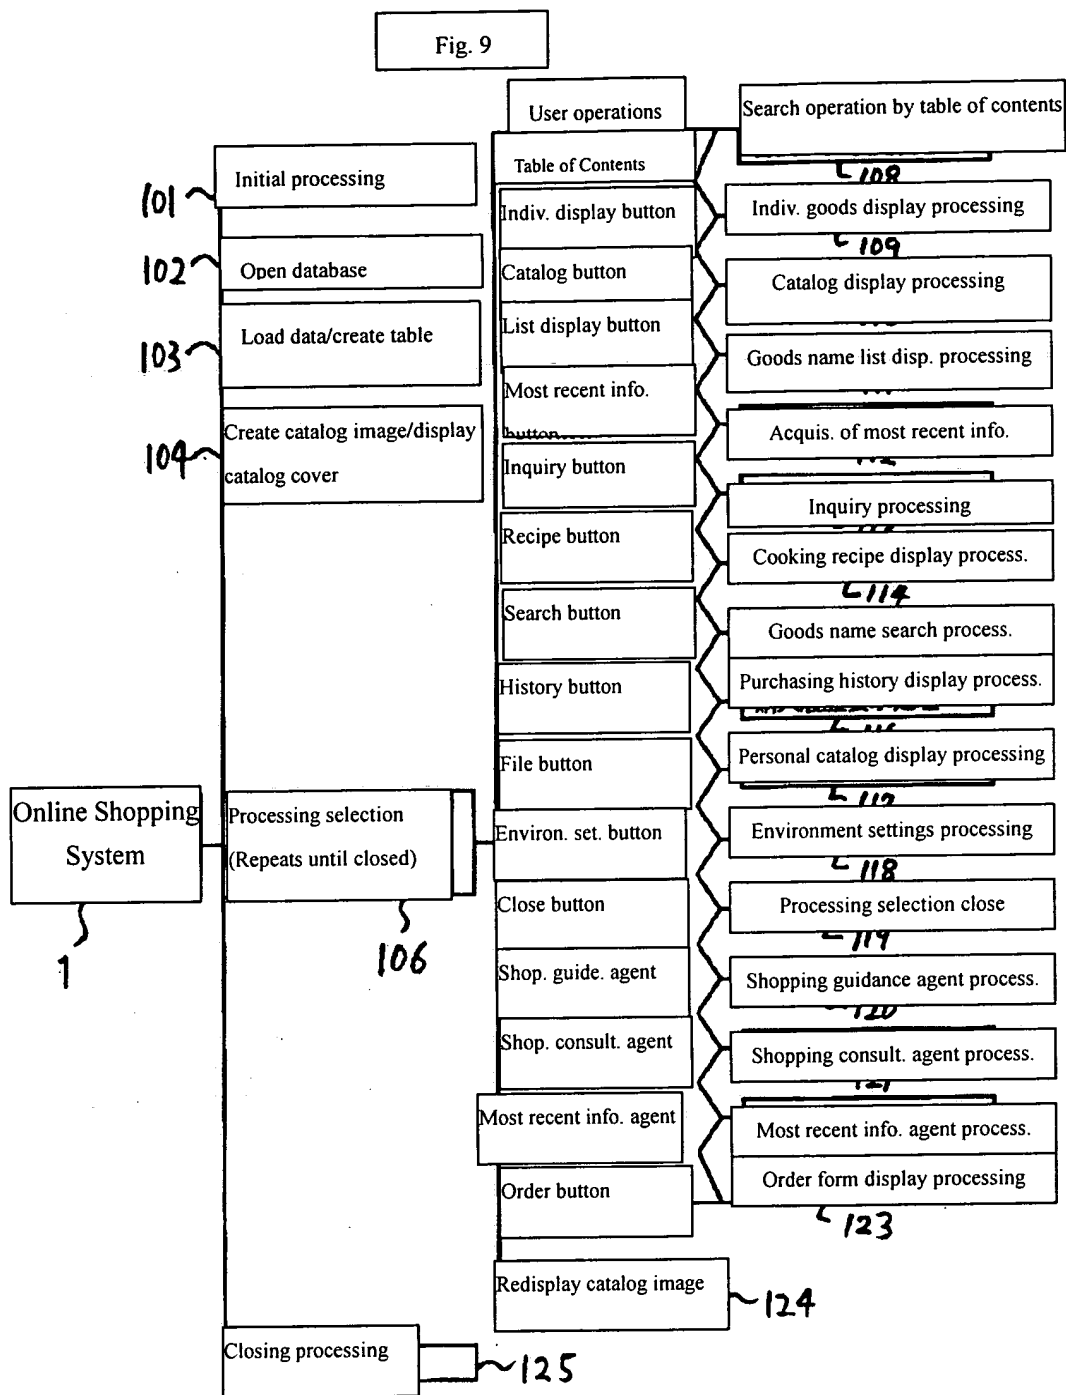 Fig. 9
User operations
Search operation by table of contents
108
Table of Contents
101
Initial processing
Indiv. display button
Indiv. goods display processing
109
102
Open database
Catalog button
Catalog display processing
103
Load data/create table
List display button
Goods name list disp. processing
104
Create catalog image/display
catalog cover
Most recent info.
button
Acquis. of most recent info.
Inquiry button
Inquiry processing
Recipe button
Cooking recipe display process.
114
Search button
Goods name search process.
History button
Purchasing history display process.
File button
Personal catalog display processing
Online Shopping
System
1
Processing selection
(Repeats until closed)
106
Environ. set. button
Environment settings processing
118
Close button
Processing selection close
119
Shop. guide. agent
Shopping guidance agent process.
120
Shop. consult. agent
Shopping consult. agent process.
Most recent info. agent
Most recent info. agent process.
Order button
Order form display processing
123
Redisplay catalog image
124
Closing processing
125